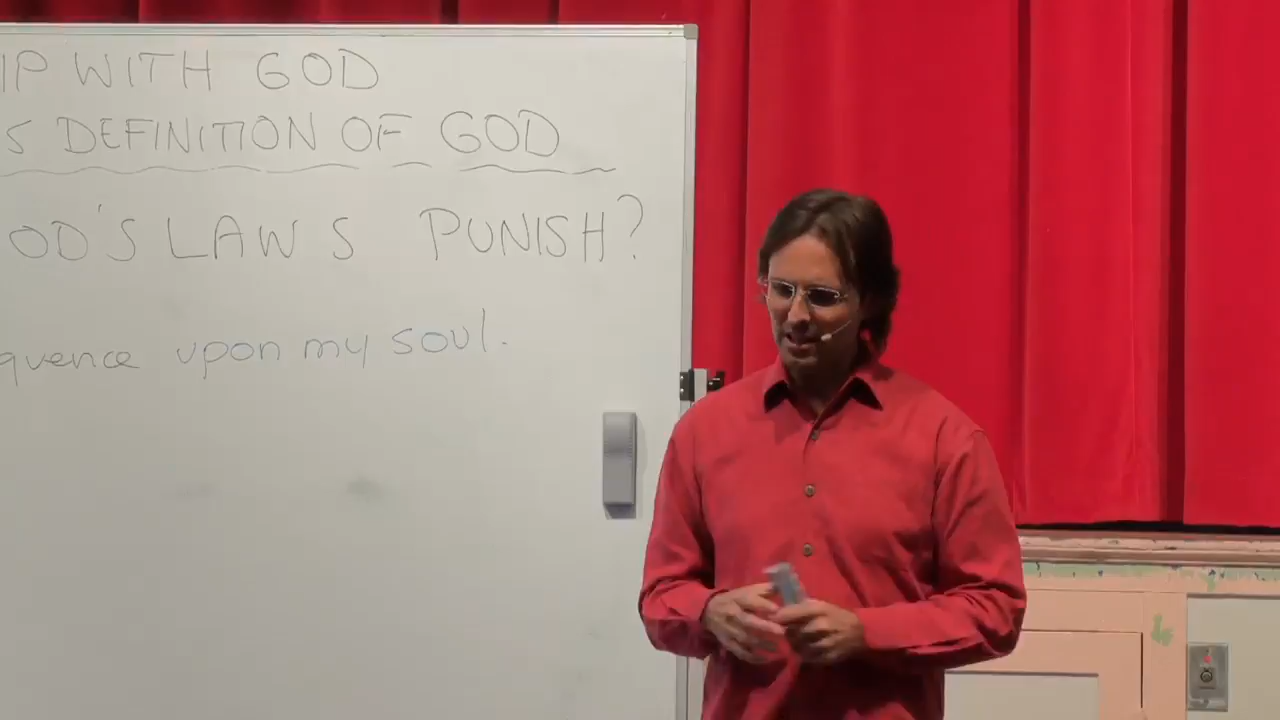 IP WITH GOD
S DEFINITION OF GOD
OD'S LAWS PUNISH?
quence upon my soul.